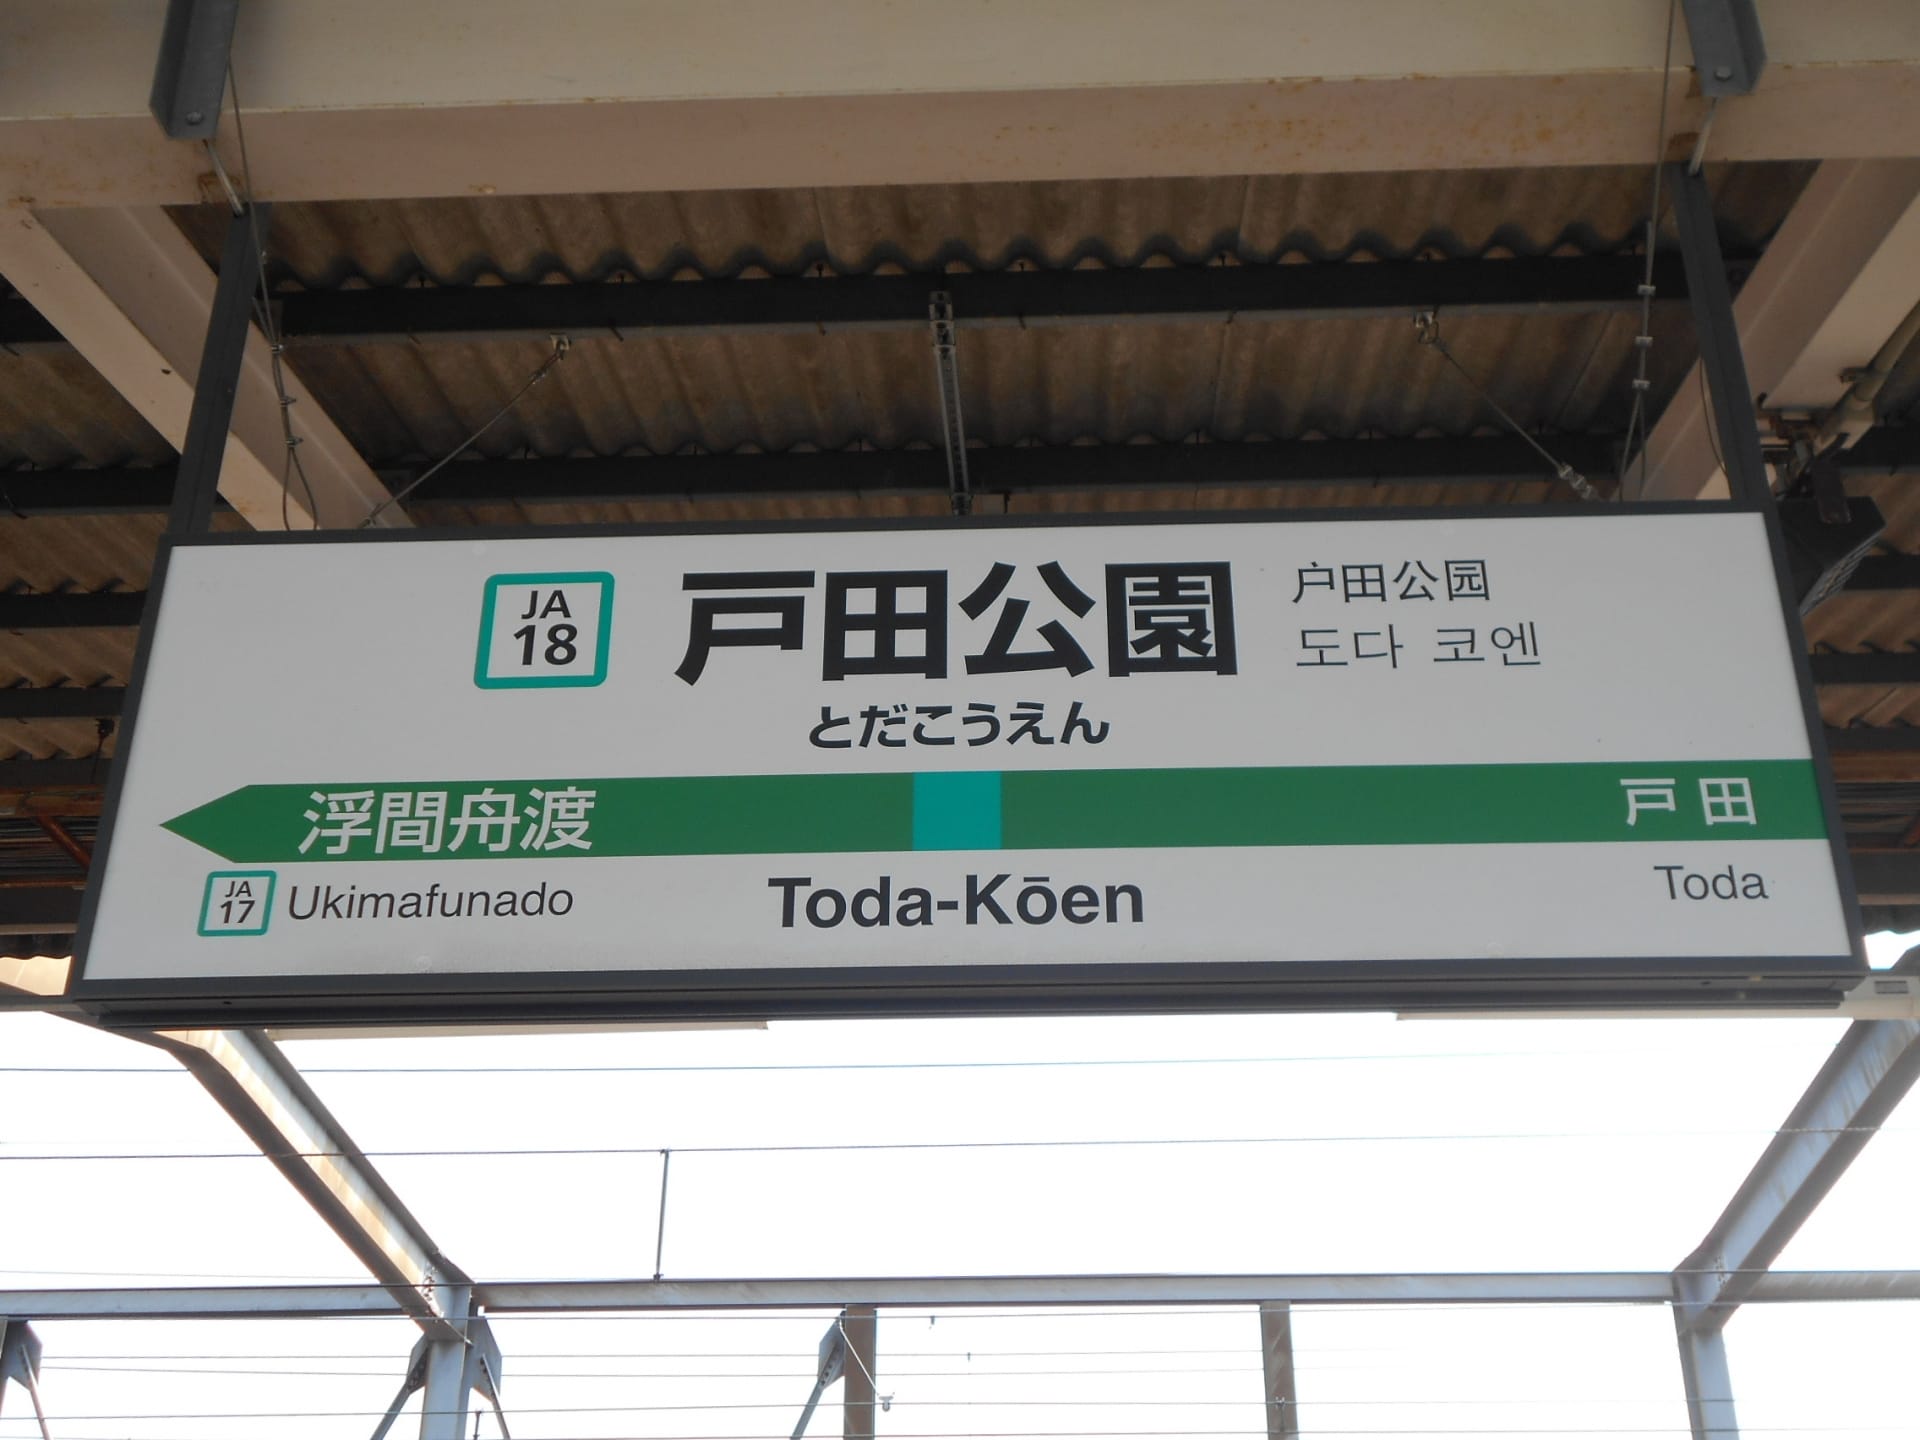 JA
18
戸田公園
户田公园
도다 코엔
とだこうえん
浮間舟渡
戸田
JA
17
Ukimafunado
Toda-Kōen
Toda